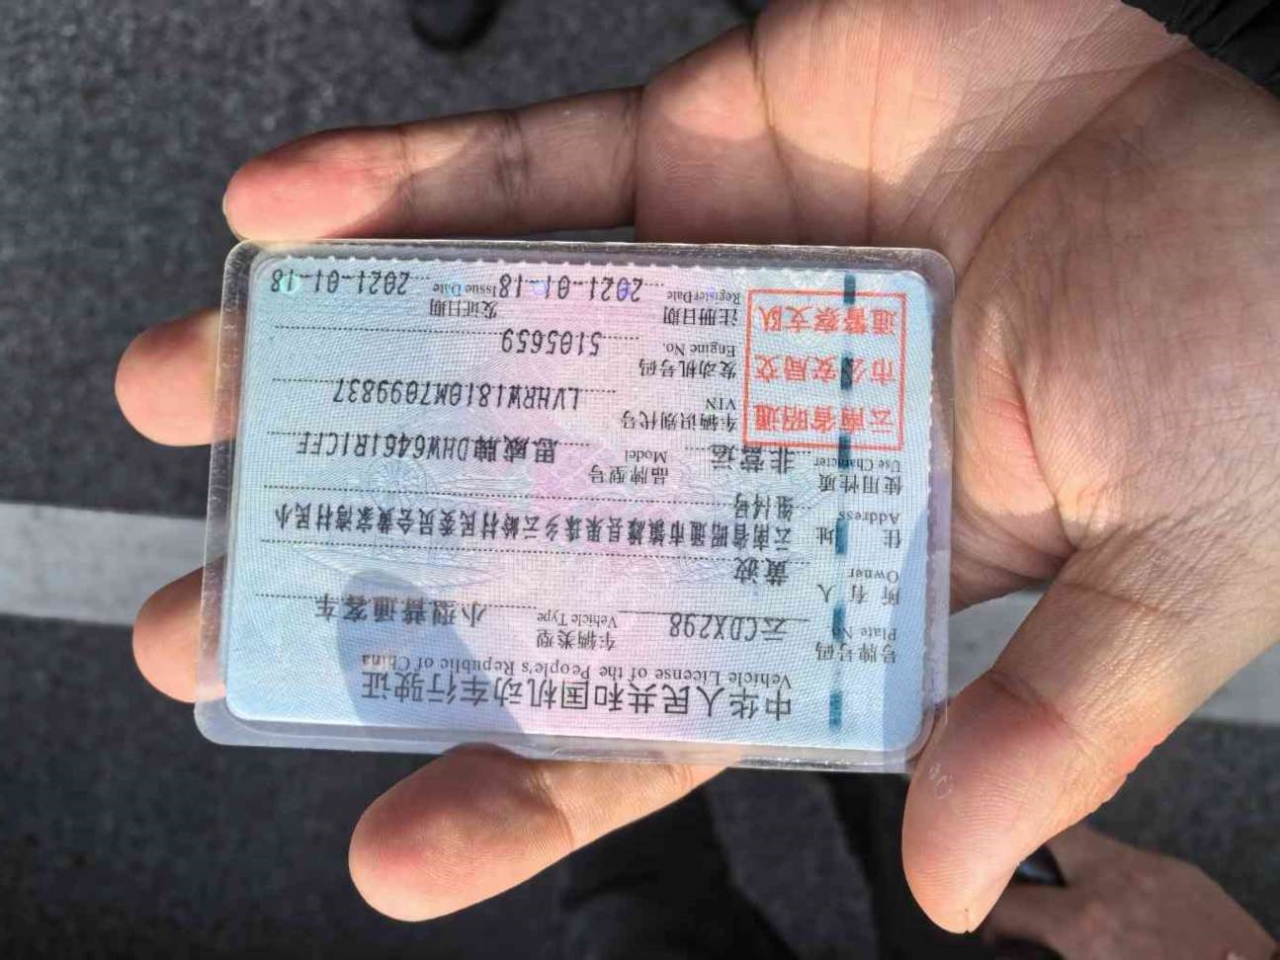 中华人民共和国机动车行驶证
Vehicle License of the People's Republic of China
号牌号码 云CDX298 车辆类型 小型普通客车
Plate No. Vehicle Type
所有人 黄波
Owner
住址 云南省昭通市镇雄县果珠乡云岭村民委员会黄家湾村民小
Address 组 号
使用性质 非营运 品牌型号 思威牌DHW6461R1CFF
Use Character Model
云南省昭通
市公安局交
通警察支队
车辆识别代号 LVHRW1810M7099837
VIN
发动机号码 5105659
Engine No.
注册日期 2021-01-18 发证日期 2021-01-18
Register Date Issue Date